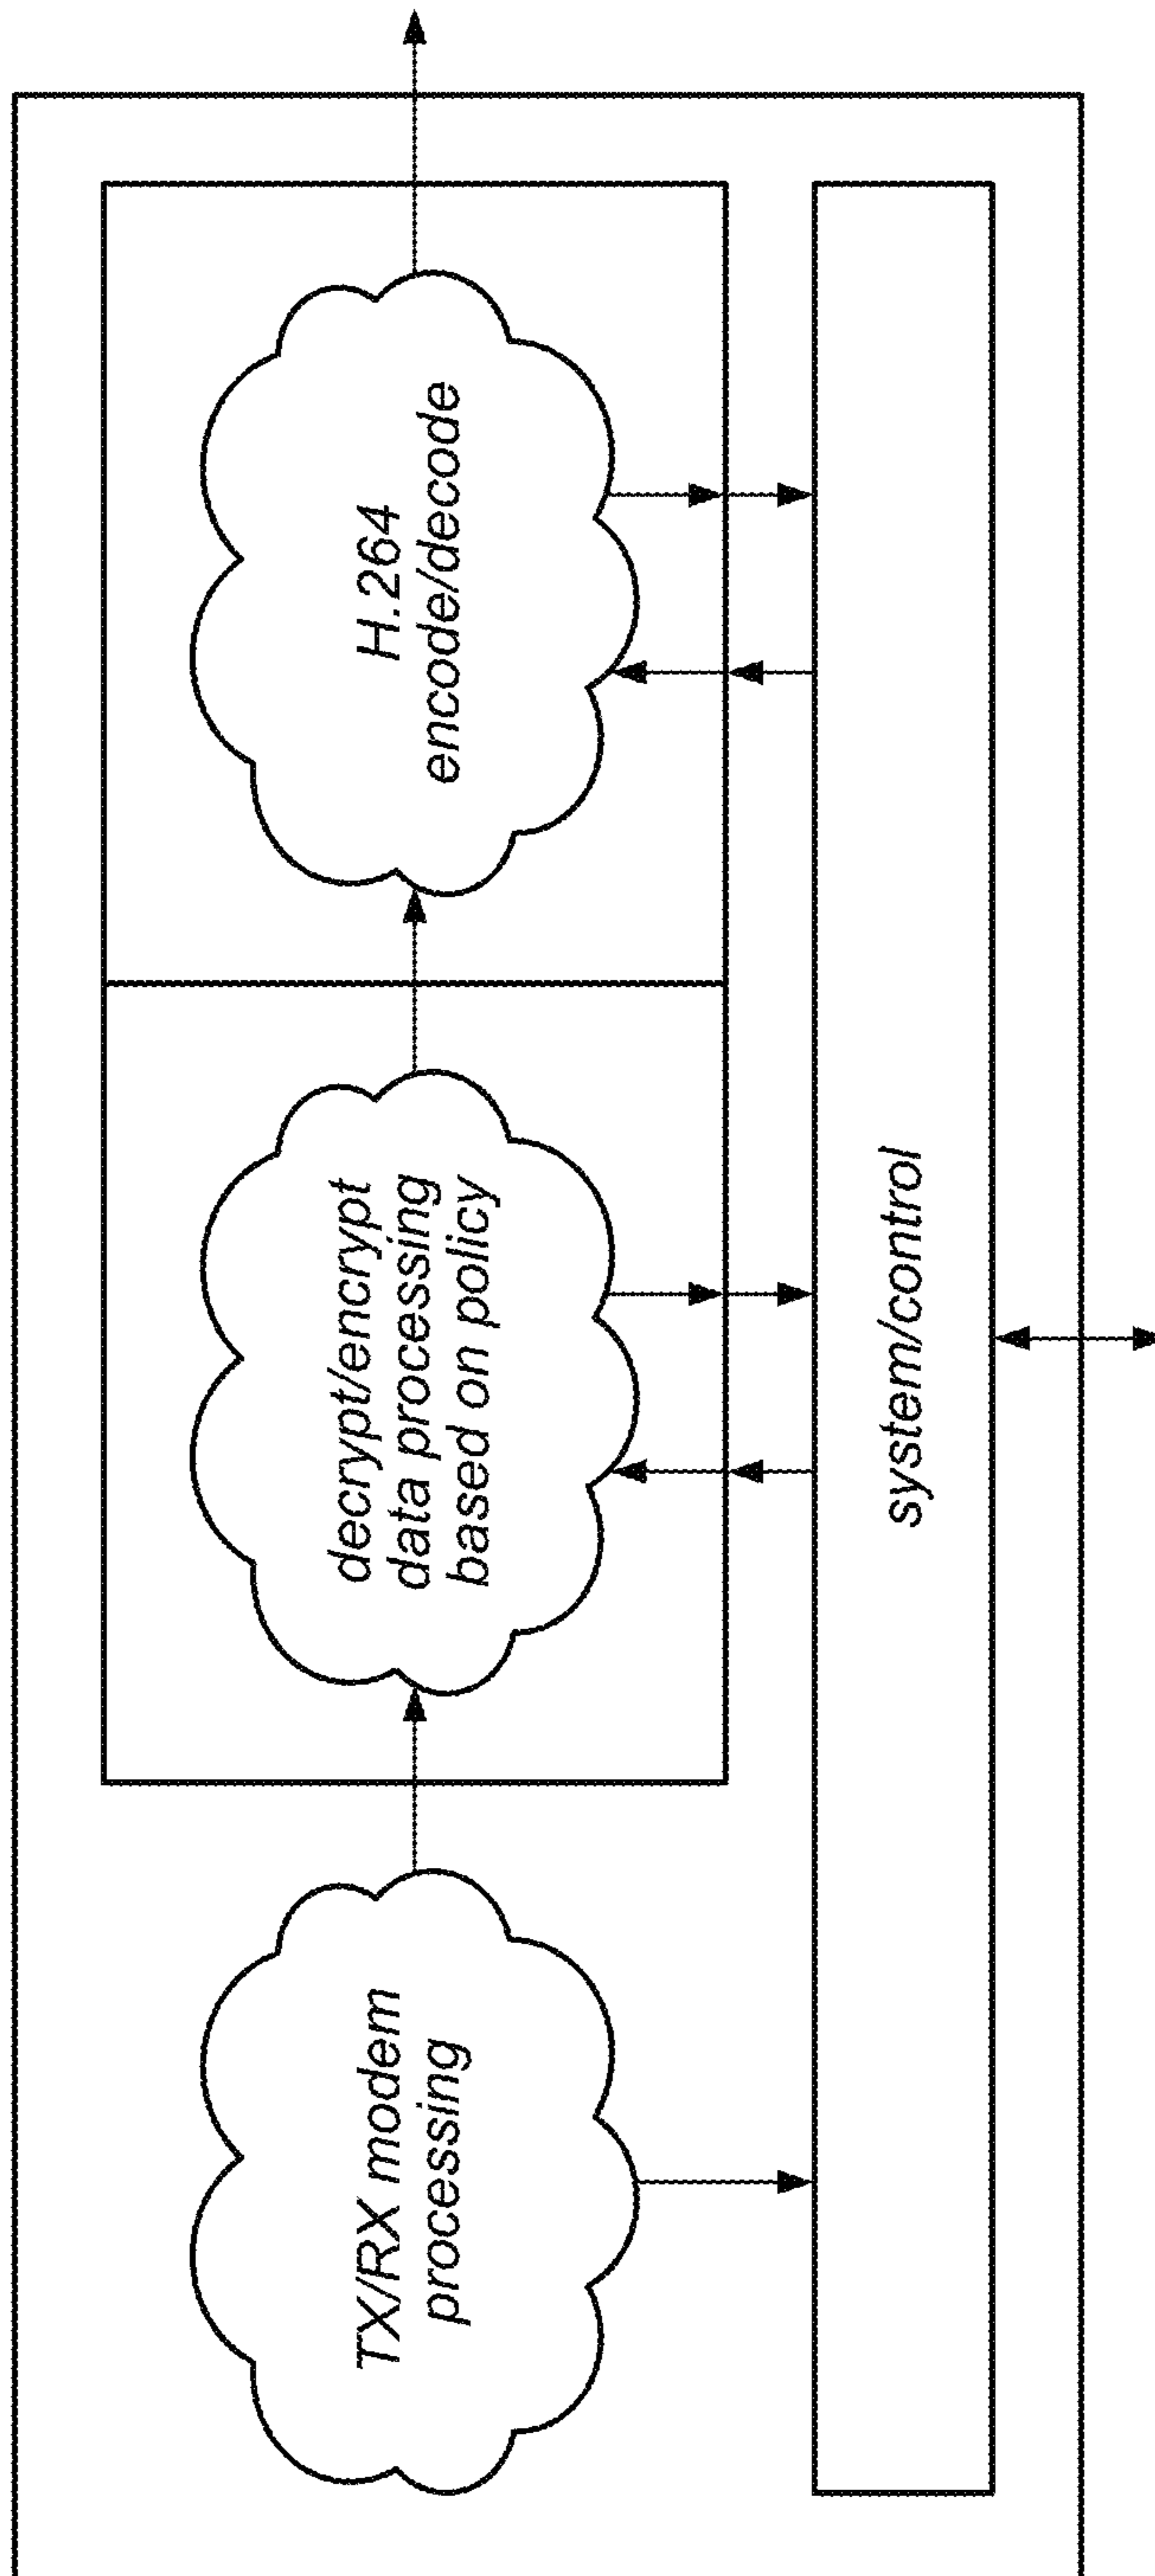 TX/RX modem
processing
decrypt/encrypt
data processing
based on policy
H.264
encode/decode
system/control